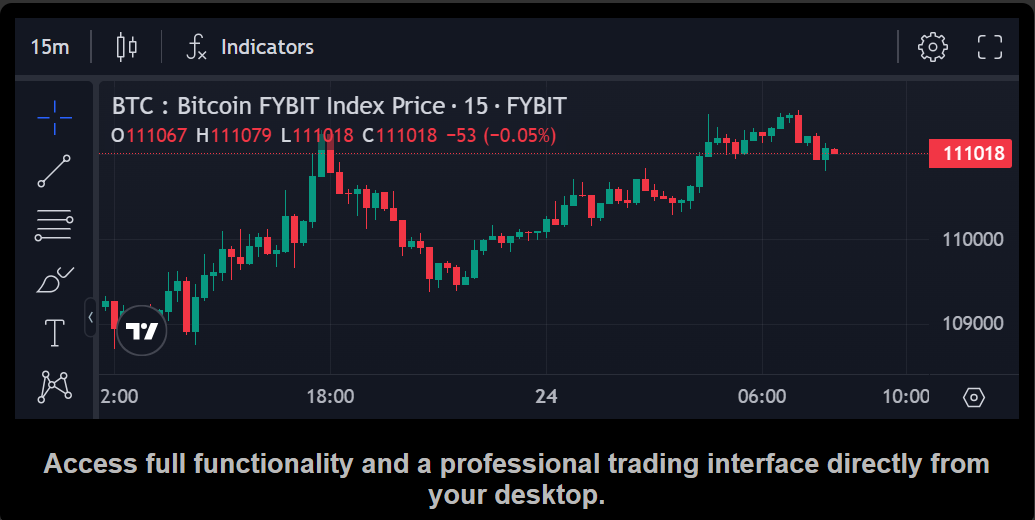 15m Indicators
BTC : Bitcoin FYBIT Index Price · 15 · FYBIT
O111067 H111079 L111018 C111018 −53 (−0.05%)
111018
110000
109000
2:00 18:00 24 06:00 10:00
T
Access full functionality and a professional trading interface directly from
your desktop.